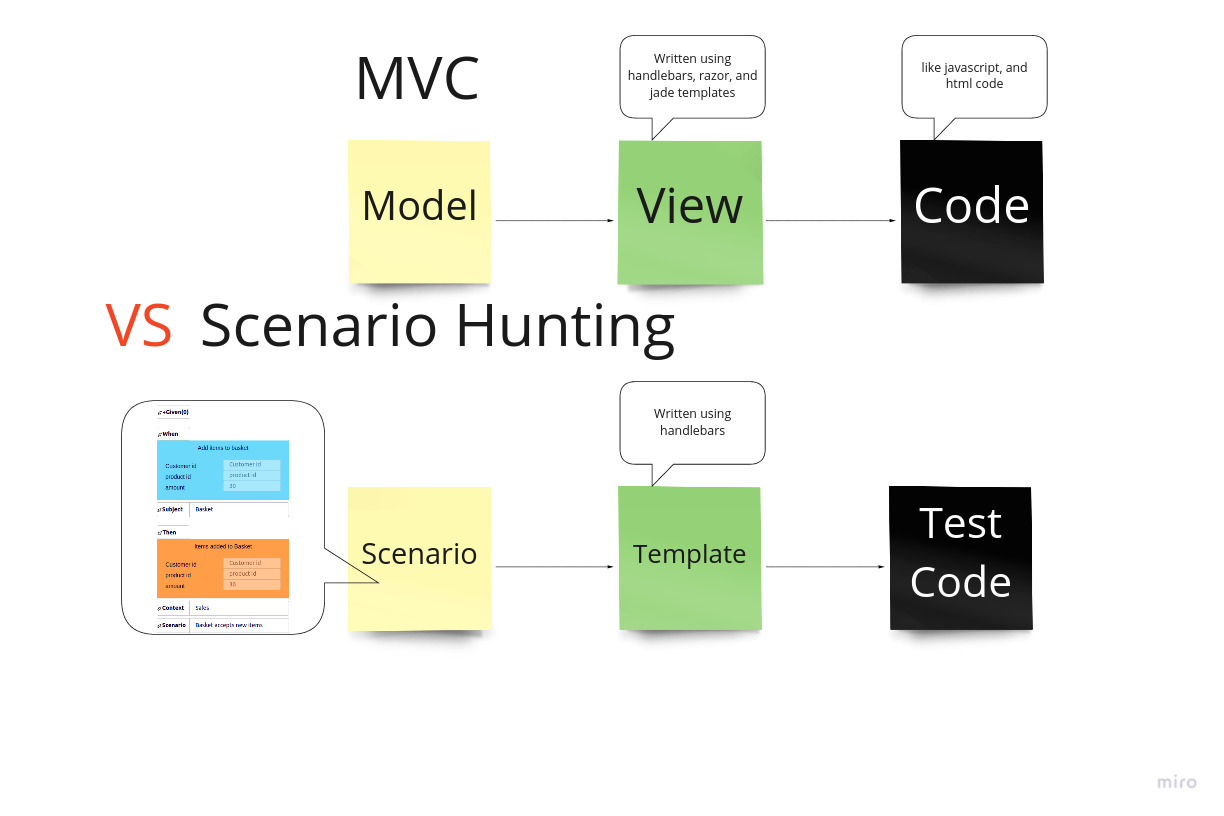 MVC
Written using
handlebars, razor, and
jade templates
like javascript, and
html code
Model
View
Code
VS Scenario Hunting
+Given(0)
When
Add items to basket
Customer id Customer id
product id product id
amount 30
Subject Basket
Then
Items added to Basket
Customer id Customer id
product id product id
amount 30
Context Sales
Scenario Basket accepts new items
Written using
handlebars
Scenario
Template
Test
Code
miro